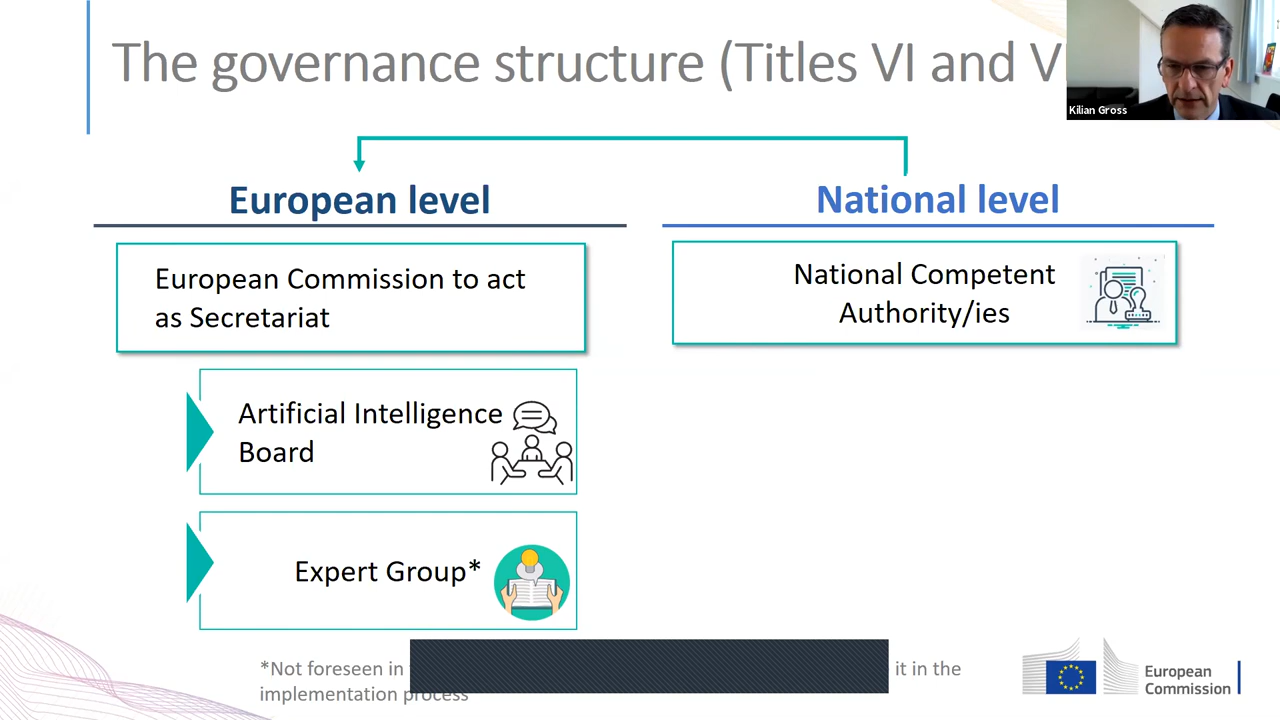 The governance structure (Titles VI and V
Kilian Gross
European level
National level
European Commission to act
as Secretariat
National Competent
Authority/ies
Artificial Intelligence
Board
Expert Group*
*Not foreseen in
it in the
implementation process
European
Commission